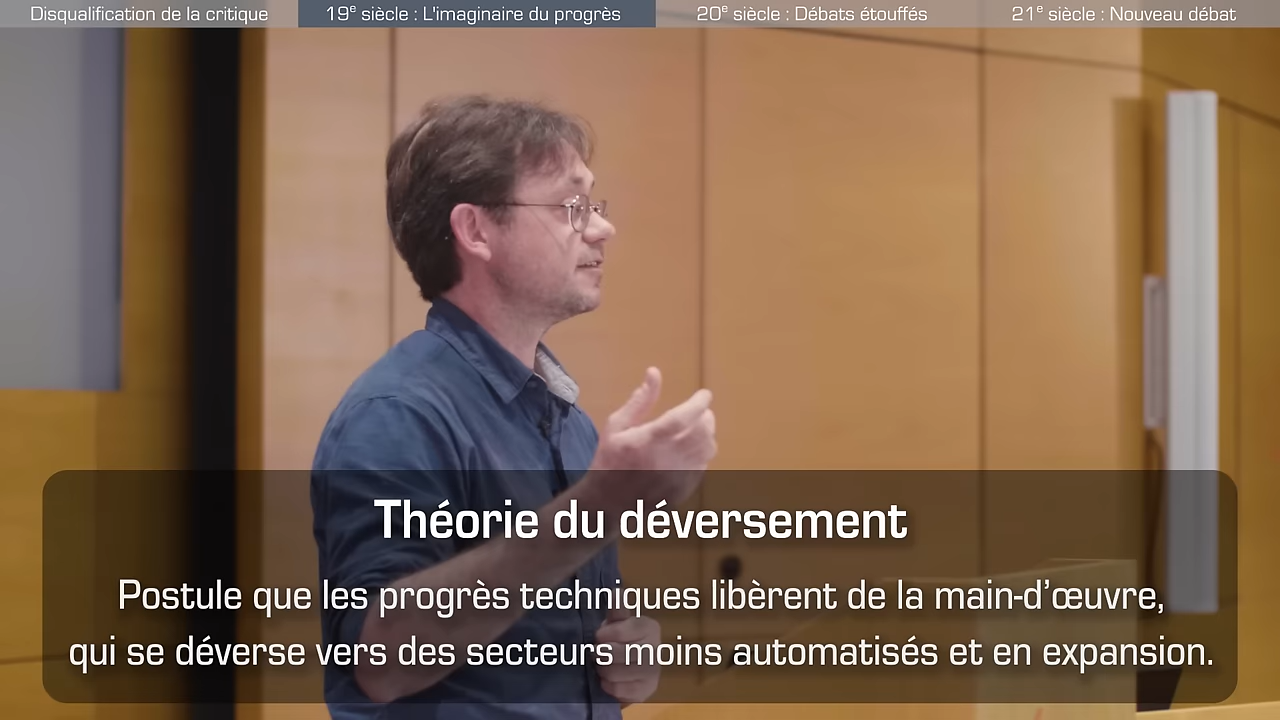 Disqualification de la critique
19e siècle : L'imaginaire du progrès
20e siècle : Débats étouffés
21e siècle : Nouveau débat
Théorie du déversement
Postule que les progrès techniques libèrent de la main-d'œuvre,
qui se déverse vers des secteurs moins automatisés et en expansion.